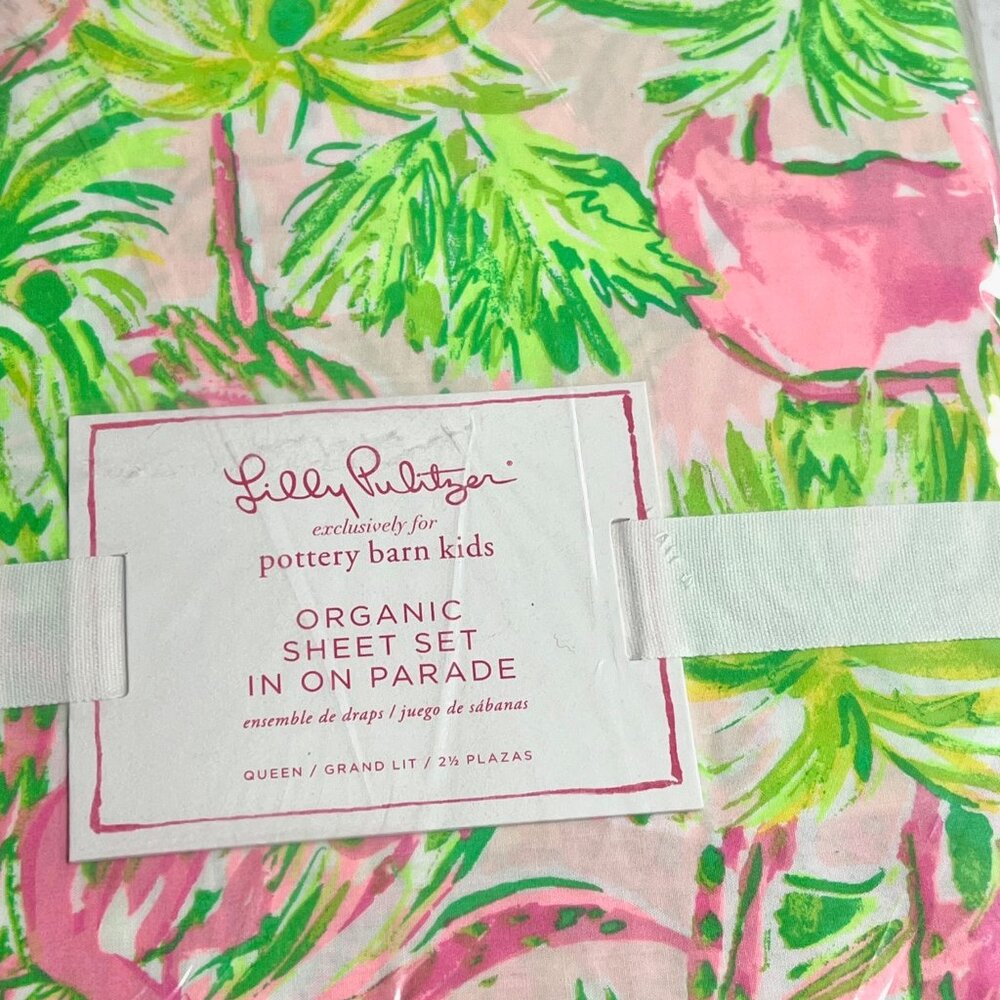 Lilly Pulitzer®
exclusively for
pottery barn kids
ORGANIC
SHEET SET
IN ON PARADE
ensemble de draps / juego de sábanas
QUEEN / GRAND LIT / 2½ PLAZAS